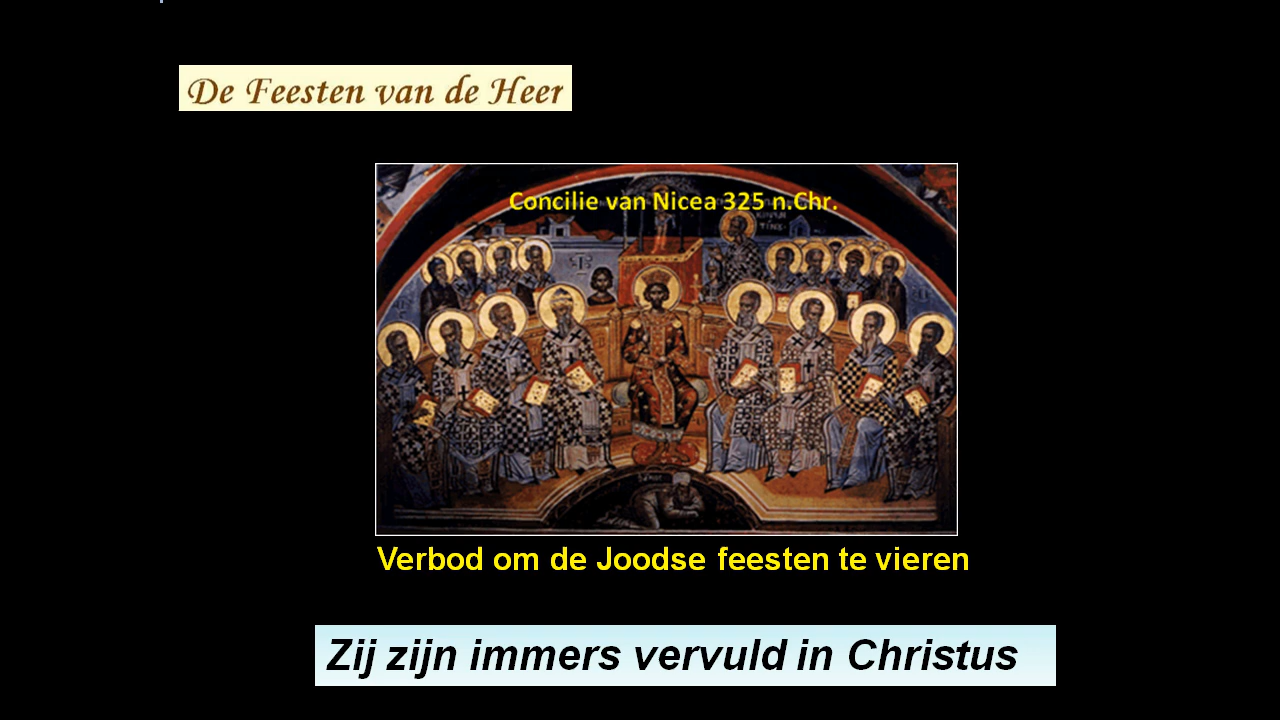 De Feesten van de Heer
Concilie van Nicea 325 n.Chr.
Verbod om de Joodse feesten te vieren
Zij zijn immers vervuld in Christus